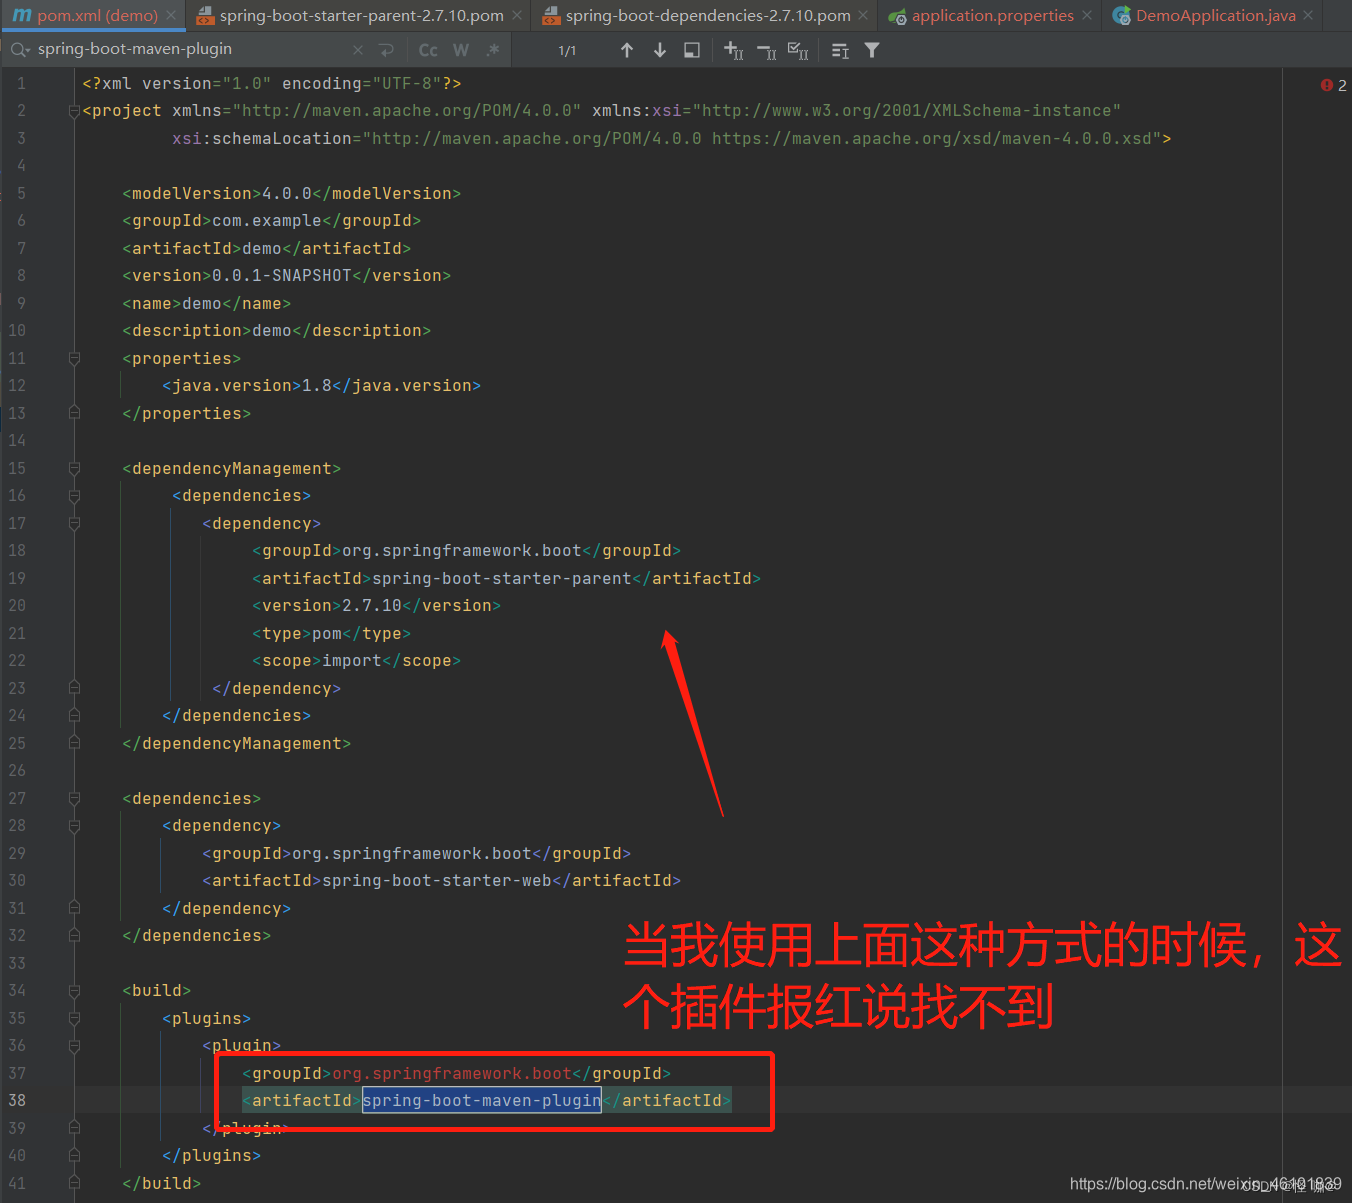 pom.xml (demo) spring-boot-starter-parent-2.7.10.pom spring-boot-dependencies-2.7.10.pom application.properties DemoApplication.java
spring-boot-maven-plugin Cc W .* 1/1
1 <?xml version="1.0" encoding="UTF-8"?> 2
2 <project xmlns="http://maven.apache.org/POM/4.0.0" xmlns:xsi="http://www.w3.org/2001/XMLSchema-instance"
3 xsi:schemaLocation="http://maven.apache.org/POM/4.0.0 https://maven.apache.org/xsd/maven-4.0.0.xsd">
4
5 <modelVersion>4.0.0</modelVersion>
6 <groupId>com.example</groupId>
7 <artifactId>demo</artifactId>
8 <version>0.0.1-SNAPSHOT</version>
9 <name>demo</name>
10 <description>demo</description>
11 <properties>
12 <java.version>1.8</java.version>
13 </properties>
14
15 <dependencyManagement>
16 <dependencies>
17 <dependency>
18 <groupId>org.springframework.boot</groupId>
19 <artifactId>spring-boot-starter-parent</artifactId>
20 <version>2.7.10</version>
21 <type>pom</type>
22 <scope>import</scope>
23 </dependency>
24 </dependencies>
25 </dependencyManagement>
26
27 <dependencies>
28 <dependency>
29 <groupId>org.springframework.boot</groupId>
30 <artifactId>spring-boot-starter-web</artifactId>
31 </dependency>
32 </dependencies>
当我使用上面这种方式的时候，这
个插件报红说找不到
33
34 <build>
35 <plugins>
36 <plugin>
37 <groupId>org.springframework.boot</groupId>
38 <artifactId>spring-boot-maven-plugin</artifactId>
39 </plugin>
40 </plugins>
41 </build>
https://blog.csdn.net/weixin_46101839
CSDN